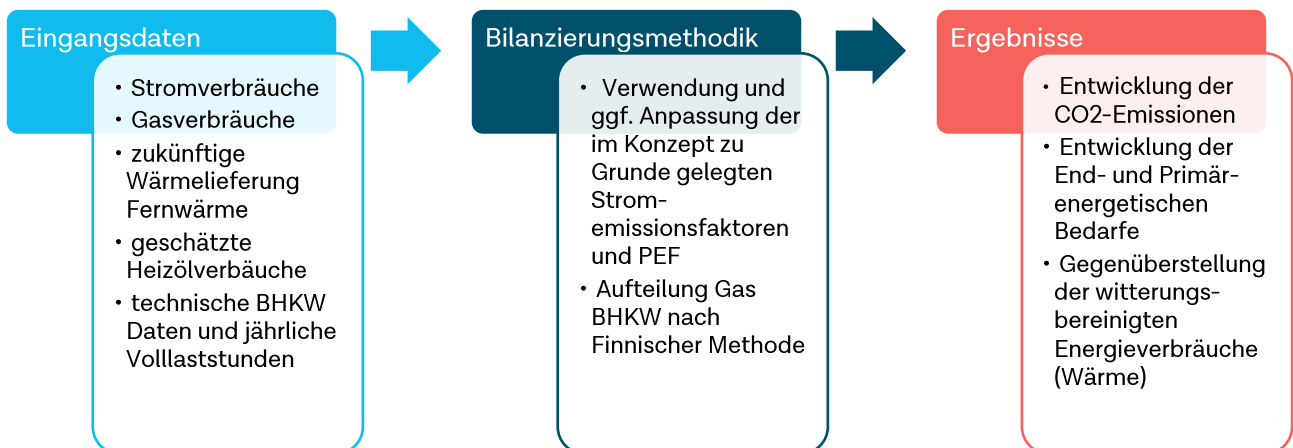 Eingangsdaten
• Stromverbräuche
• Gasverbräuche
• zukünftige
Wärmelieferung
Fernwärme
• geschätzte
Heizölverbäuche
• technische BHKW
Daten und jährliche
Volllaststunden
Bilanzierungsmethodik
• Verwendung und
ggf. Anpassung der
im Konzept zu
Grunde gelegten
Strom-
emissionsfaktoren
und PEF
• Aufteilung Gas
BHKW nach
Finnischer Methode
Ergebnisse
• Entwicklung der
CO2-Emissionen
• Entwicklung der
End- und Primär-
energetischen
Bedarfe
• Gegenüberstellung
der witterungs-
bereinigten
Energieverbräuche
(Wärme)